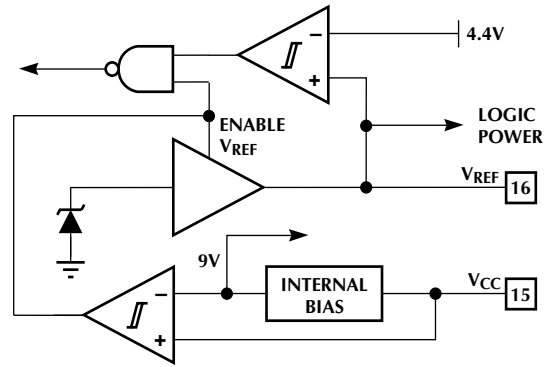 −
4.4V
+
LOGIC
POWER
ENABLE
VREF
VREF
16
9V
−
INTERNAL
BIAS
VCC
15
+